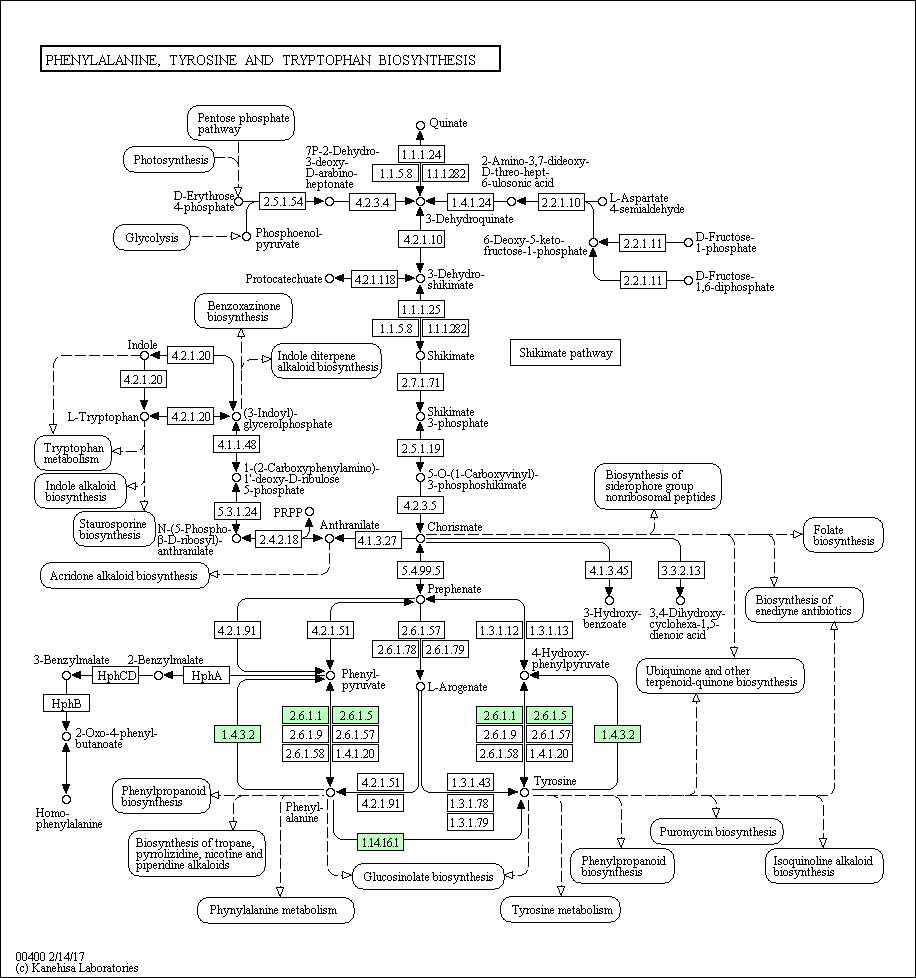 PHENYLALANINE, TYROSINE AND TRYPTOPHAN BIOSYNTHESIS
Pentose phosphate
pathway
Photosynthesis
Glycolysis
D-Erythrose
4-phosphate
Phosphoenol-
pyruvate
2.5.1.54
7P-2-Dehydro-
3-deoxy-
D-arabino-
heptonate
4.2.3.4
Quinate
1.1.1.24
1.1.5.8
1.1.1.282
3-Dehydroquinate
1.4.1.24
2-Amino-3,7-dideoxy-
D-threo-hept-
6-ulosonic acid
2.2.1.10
L-Aspartate
4-semialdehyde
6-Deoxy-5-keto-
fructose-1-phosphate
2.2.1.11
D-Fructose-
1-phosphate
2.2.1.11
D-Fructose-
1,6-diphosphate
4.2.1.10
Protocatechuate
4.2.1.118
3-Dehydro-
shikimate
1.1.1.25
1.1.5.8
1.1.1.282
Shikimate
Shikimate pathway
2.7.1.71
Shikimate
3-phosphate
2.5.1.19
5-O-(1-Carboxyvinyl)-
3-phosphoshikimate
4.2.3.5
Chorismate
Benzoxazinone
biosynthesis
Indole diterpene
alkaloid biosynthesis
Indole
4.2.1.20
4.2.1.20
L-Tryptophan
4.2.1.20
(3-Indoyl)-
glycerolphosphate
Tryptophan
metabolism
Indole alkaloid
biosynthesis
Staurosporine
biosynthesis
4.1.1.48
1-(2-Carboxyphenylamino)-
1'-deoxy-D-ribulose
5-phosphate
5.3.1.24
N-(5-Phospho-
β-D-ribosyl)-
anthranilate
2.4.2.18
PRPP
Anthranilate
4.1.3.27
Acridone alkaloid biosynthesis
Biosynthesis of
siderophore group
nonribosomal peptides
Folate
biosynthesis
4.1.3.45
3.3.2.13
3-Hydroxy-
benzoate
3,4-Dihydroxy-
cyclohexa-1,5-
dienoic acid
Biosynthesis of
enediyne antibiotics
Ubiquinone and other
terpenoid-quinone biosynthesis
5.4.99.5
Prephenate
4.2.1.91
4.2.1.51
2.6.1.57
2.6.1.78
2.6.1.79
1.3.1.12
1.3.1.13
3-Benzylmalate
2-Benzylmalate
HphCD
HphA
HphB
2-Oxo-4-phenyl-
butanoate
Homo-
phenylalanine
Phenyl-
pyruvate
L-Arogenate
4-Hydroxy-
phenylpyruvate
1.4.3.2
2.6.1.1
2.6.1.5
2.6.1.9
2.6.1.57
2.6.1.58
1.4.1.20
2.6.1.1
2.6.1.5
2.6.1.9
2.6.1.57
2.6.1.58
1.4.1.20
1.4.3.2
Phenyl-
alanine
4.2.1.51
4.2.1.91
1.3.1.43
1.3.1.78
1.3.1.79
Tyrosine
1.14.16.1
Phenylpropanoid
biosynthesis
Biosynthesis of tropane,
pyrrolizidine, nicotine and
piperidine alkaloids
Phynylalanine metabolism
Glucosinolate biosynthesis
Tyrosine metabolism
Phenylpropanoid
biosynthesis
Puromycin biosynthesis
Isoquinoline alkaloid
biosynthesis
00400 2/14/17
(c) Kanehisa Laboratories